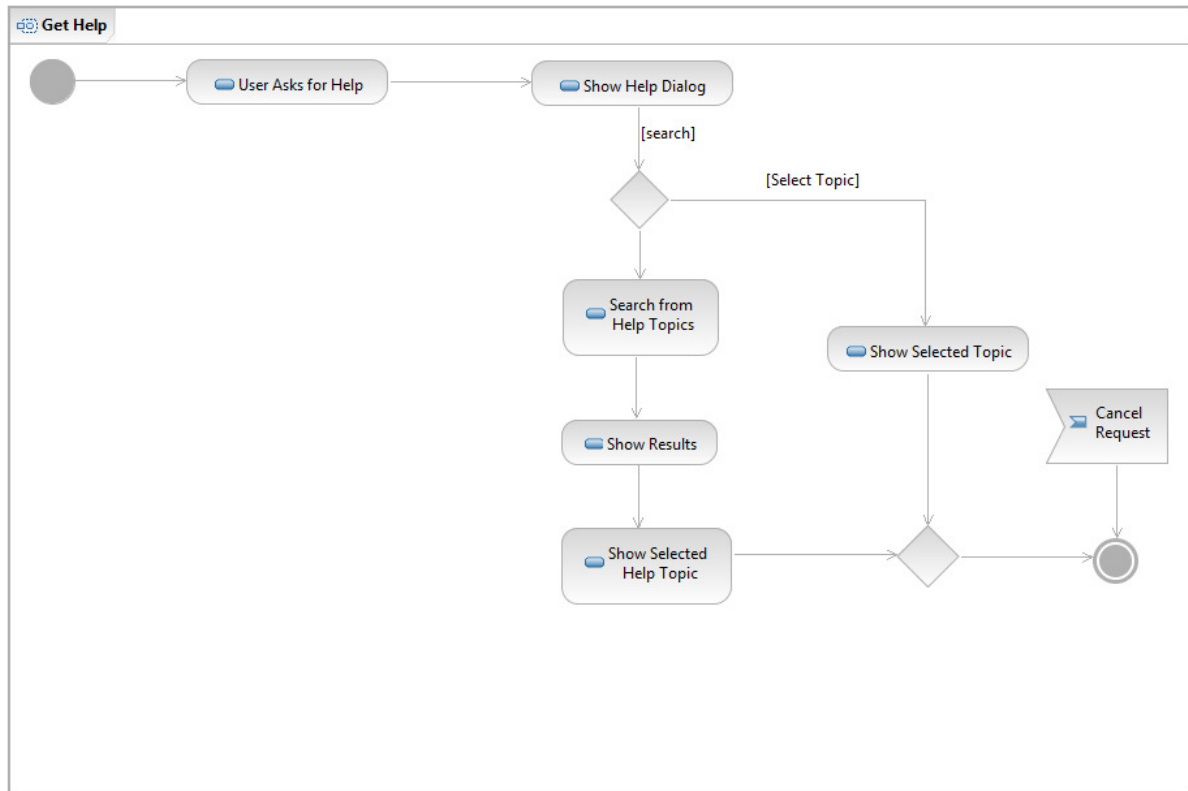 Get Help
User Asks for Help
Show Help Dialog
[search]
[Select Topic]
Search from
Help Topics
Show Selected Topic
Cancel
Request
Show Results
Show Selected
Help Topic